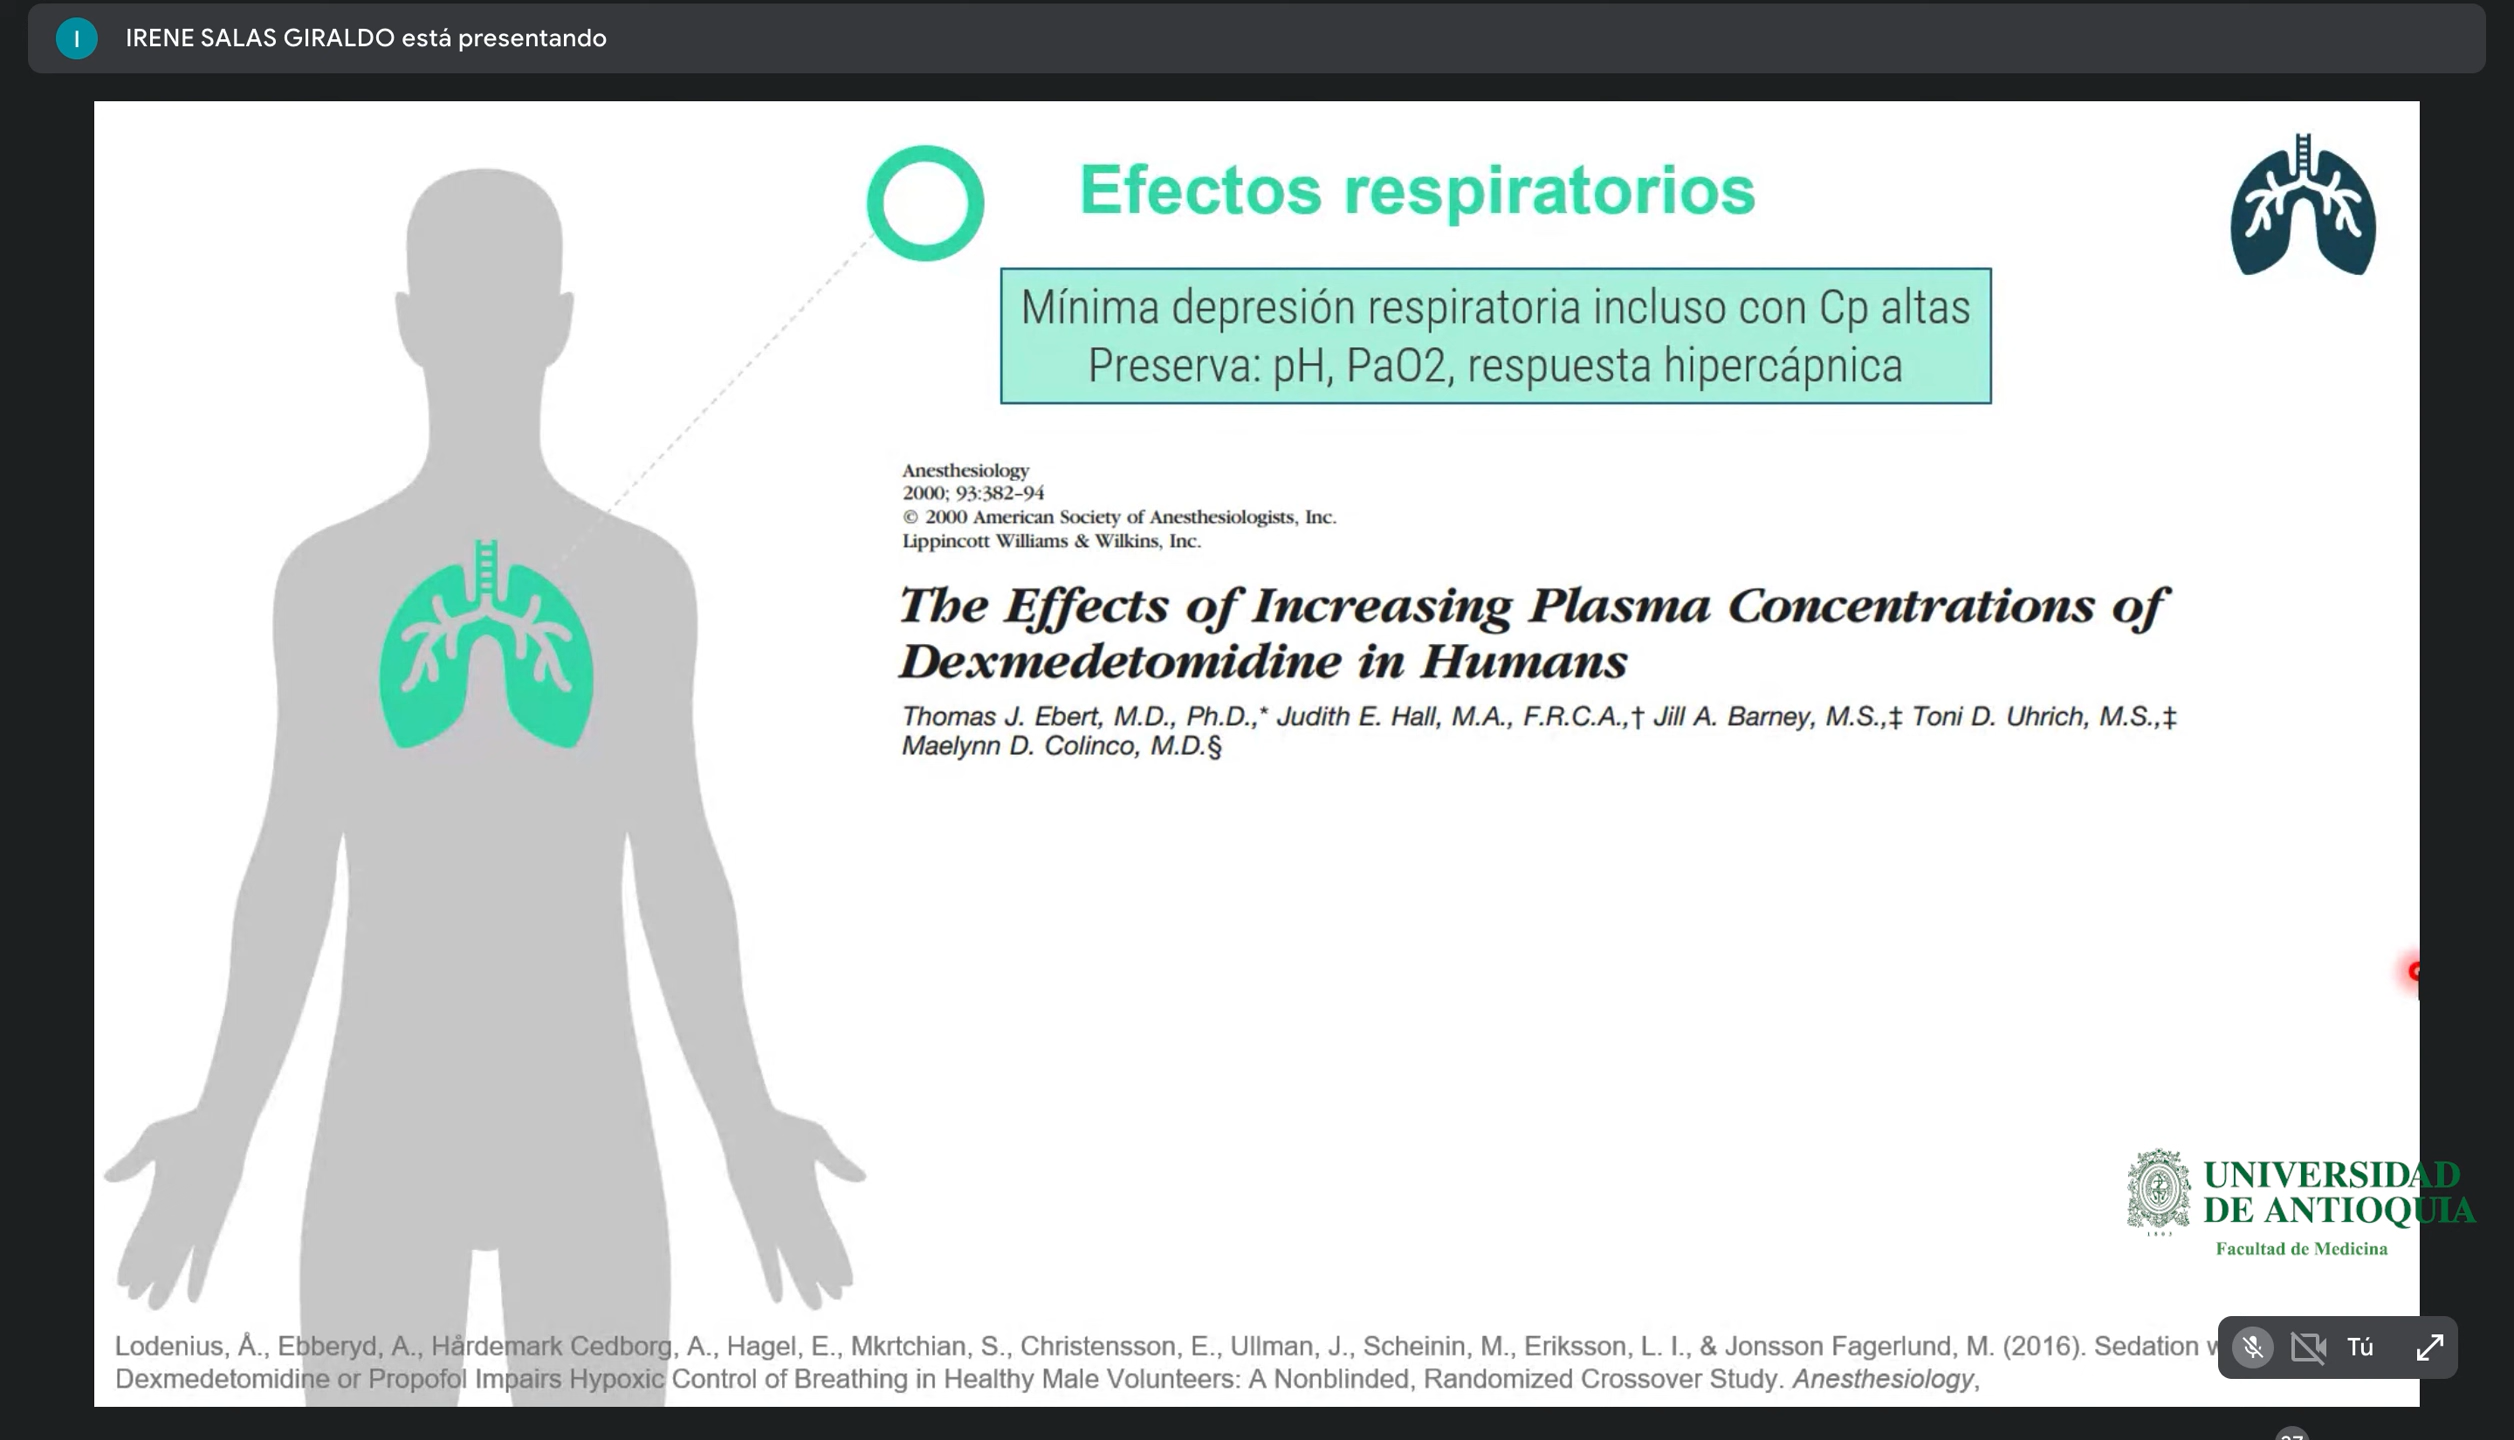 I IRENE SALAS GIRALDO está presentando
Efectos respiratorios
Mínima depresión respiratoria incluso con Cp altas
Preserva: pH, PaO2, respuesta hipercápnica
Anesthesiology
2000; 93:382–94
© 2000 American Society of Anesthesiologists, Inc.
Lippincott Williams & Wilkins, Inc.
The Effects of Increasing Plasma Concentrations of
Dexmedetomidine in Humans
Thomas J. Ebert, M.D., Ph.D.,* Judith E. Hall, M.A., F.R.C.A.,† Jill A. Barney, M.S.,‡ Toni D. Uhrich, M.S.,‡
Maelynn D. Colinco, M.D.§
UNIVERSIDAD
DE ANTIOQUIA
1803
Facultad de Medicina
Lodenius, Å., Ebberyd, A., Hårdemark Cedborg, A., Hagel, E., Mkrtchian, S., Christensson, E., Ullman, J., Scheinin, M., Eriksson, L. I., & Jonsson Fagerlund, M. (2016). Sedation
Tú
Dexmedetomidine or Propofol Impairs Hypoxic Control of Breathing in Healthy Male Volunteers: A Nonblinded, Randomized Crossover Study. Anesthesiology,